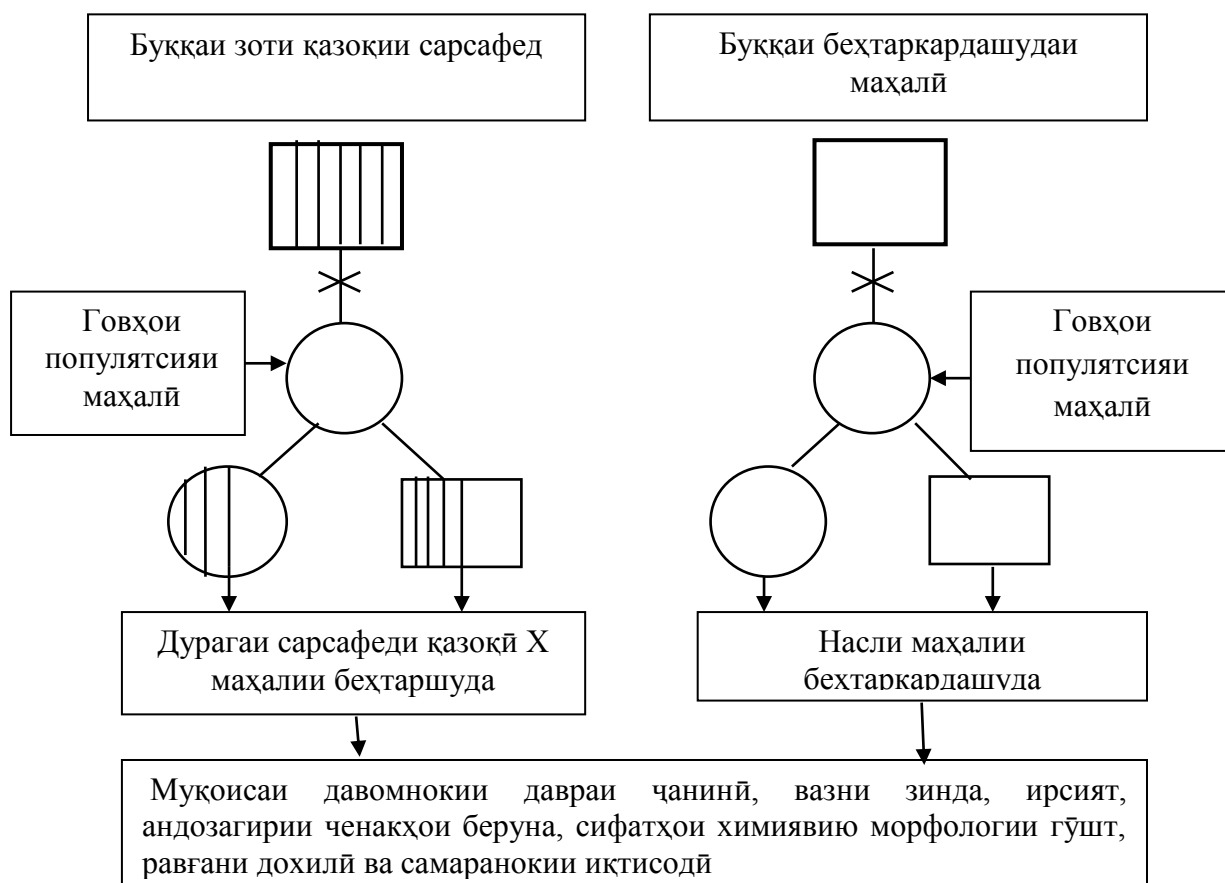 Буққаи зоти қазоқии сарсафед
Буққаи беҳтаркардашудаи
маҳалӣ
Говҳои
популятсияи
маҳалӣ
Говҳои
популятсияи
маҳалӣ
Дурагаи сарсафеди қазоқӣ Х
маҳалии беҳтаршуда
Насли маҳалии
беҳтаркардашуда
Муқоисаи давомнокии давраи ҷанинӣ, вазни зинда, ирсият,
андозагирии ченакҳои беруна, сифатҳои химиявию морфологии гӯшт,
равғани дохилӣ ва самаранокии иқтисодӣ